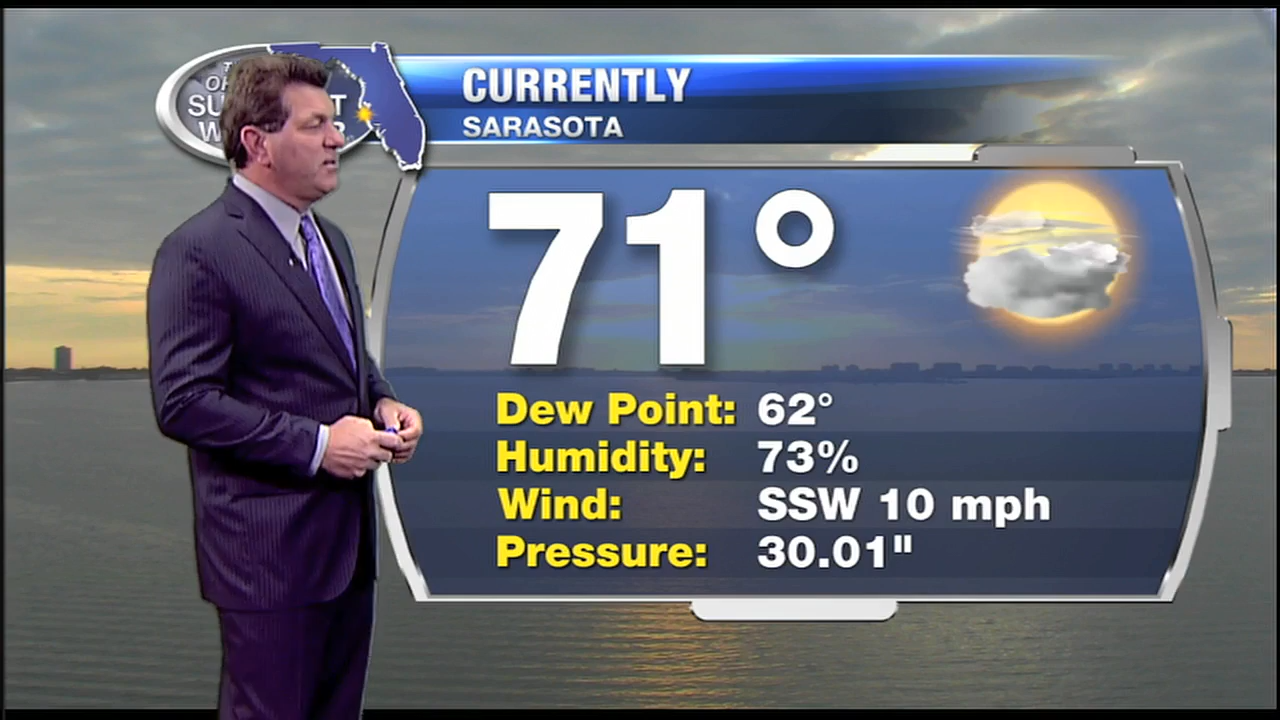 CURRENTLY
SARASOTA
71°
Dew Point: 62°
Humidity: 73%
Wind: SSW 10 mph
Pressure: 30.01"